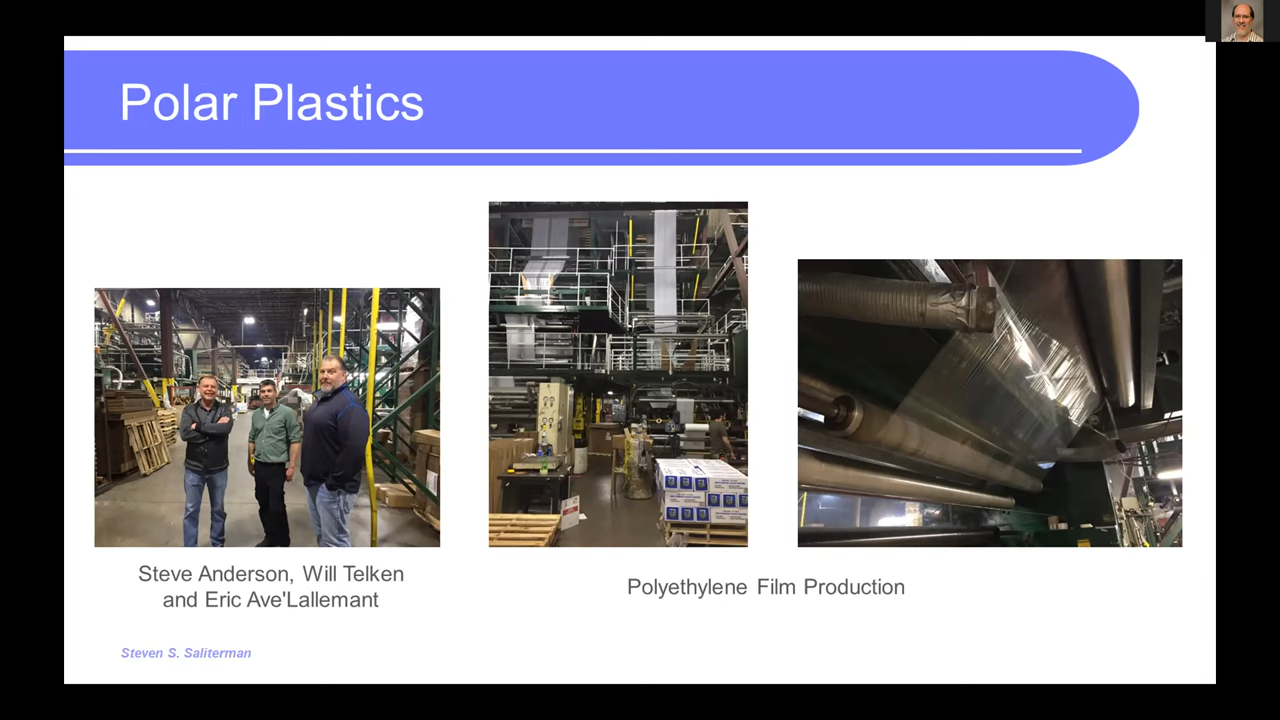 Polar Plastics
Steve Anderson, Will Telken
and Eric Ave'Lallemant
Polyethylene Film Production
Steven S. Saliterman